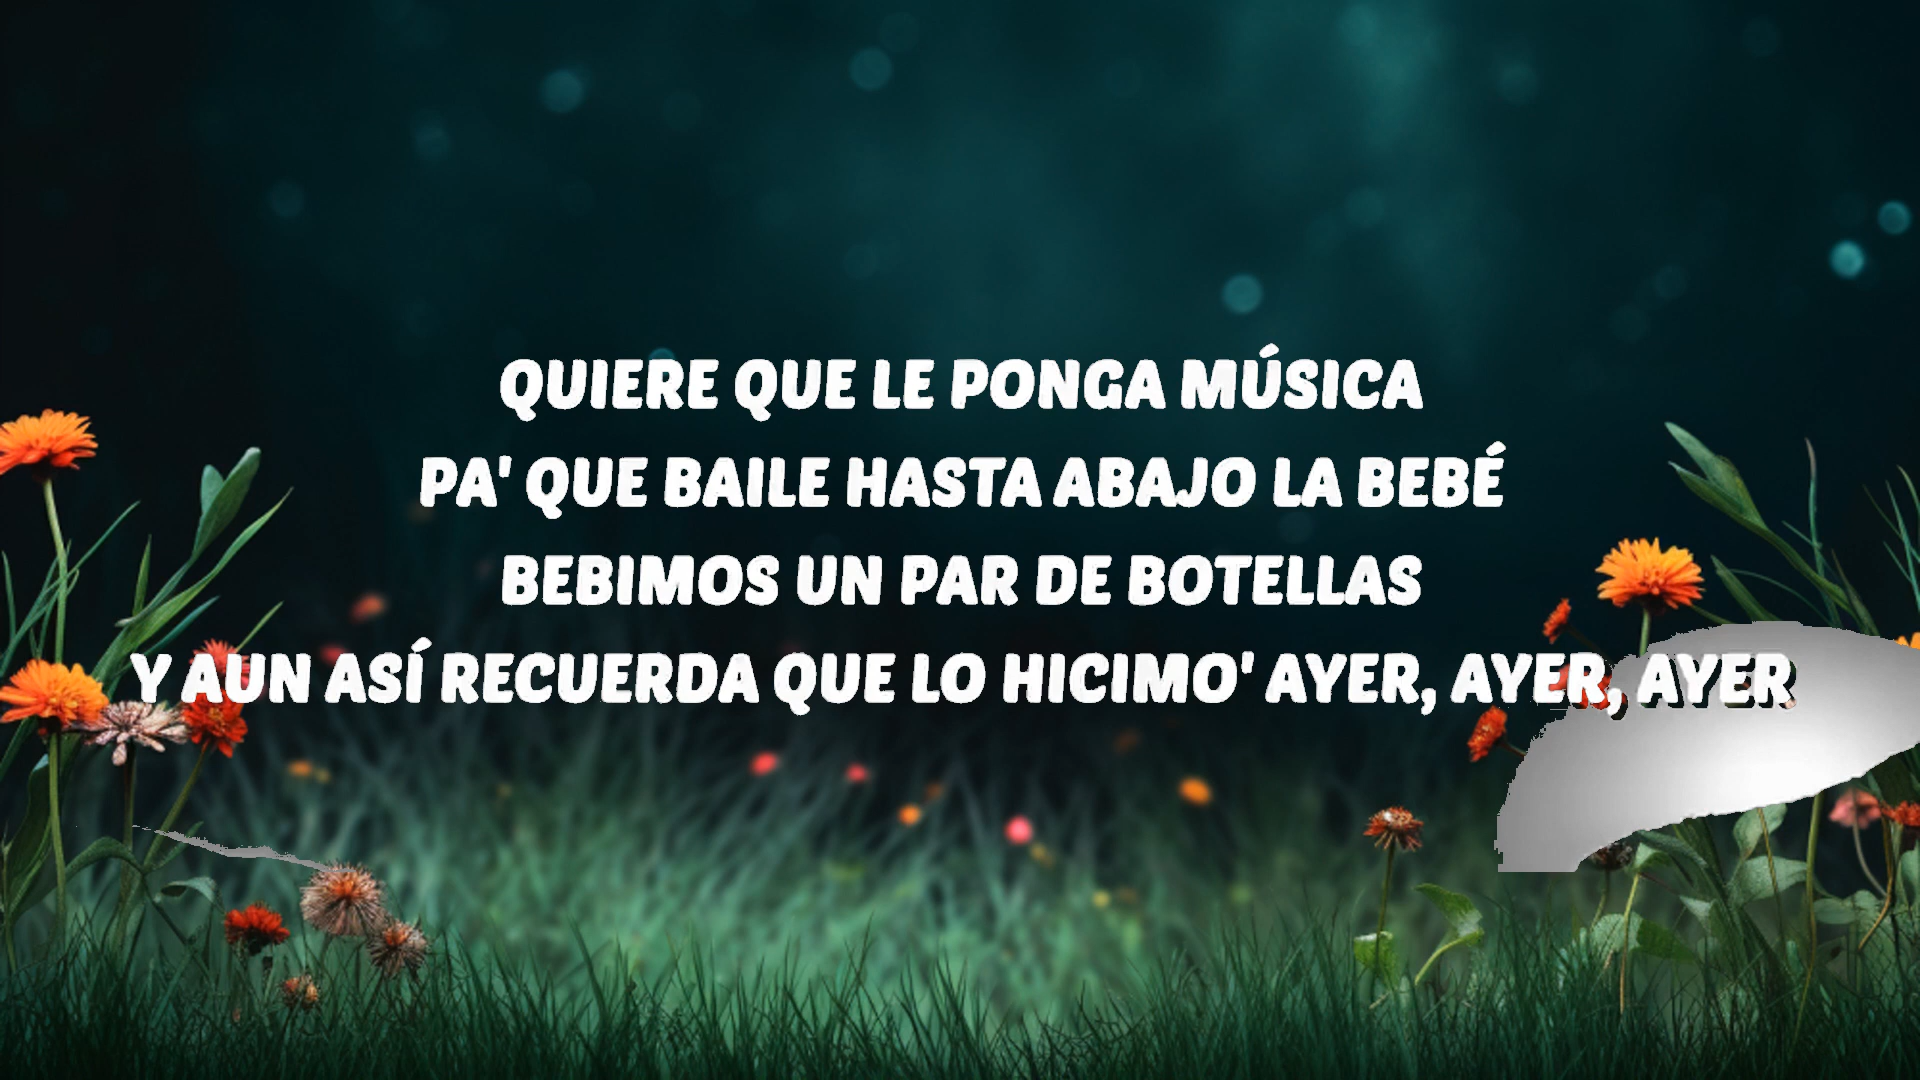 QUIERE QUE LE PONGA MÚSICA
PA' QUE BAILE HASTA ABAJO LA BEBÉ
BEBIMOS UN PAR DE BOTELLAS
Y AUN ASÍ RECUERDA QUE LO HICIMO' AYER, AYER, AYER